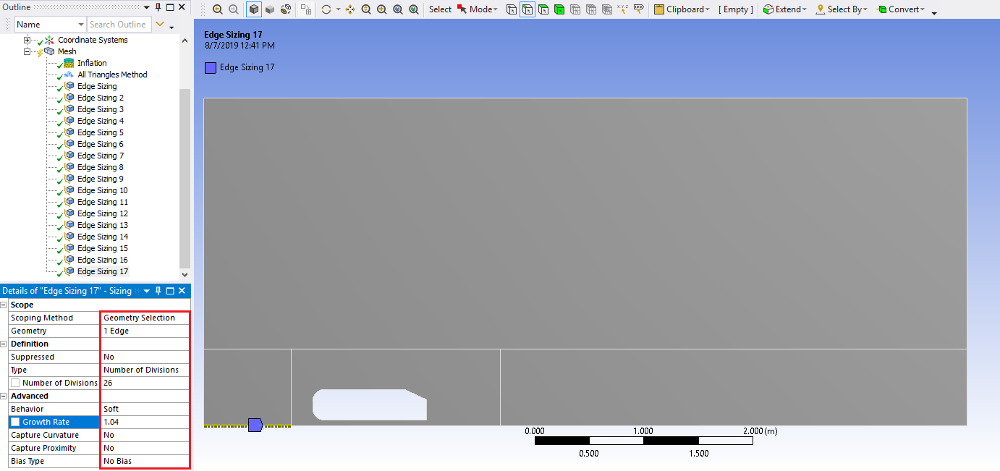 Outline
Name Search Outline
Select Mode Clipboard [ Empty ] Extend Select By Convert
Coordinate Systems
Mesh
Inflation
All Triangles Method
Edge Sizing
Edge Sizing 2
Edge Sizing 3
Edge Sizing 4
Edge Sizing 5
Edge Sizing 6
Edge Sizing 7
Edge Sizing 8
Edge Sizing 9
Edge Sizing 10
Edge Sizing 11
Edge Sizing 12
Edge Sizing 13
Edge Sizing 14
Edge Sizing 15
Edge Sizing 16
Edge Sizing 17
Details of "Edge Sizing 17" - Sizing
Scope
Scoping Method Geometry Selection
Geometry 1 Edge
Definition
Suppressed No
Type Number of Divisions
Number of Divisions 26
Advanced
Behavior Soft
Growth Rate 1.04
Capture Curvature No
Capture Proximity No
Bias Type No Bias
Edge Sizing 17
8/7/2019 12:41 PM
Edge Sizing 17
0.000 1.000 2.000 (m)
0.500 1.500